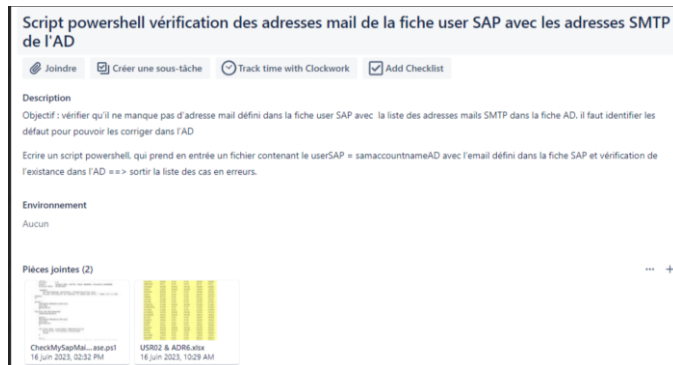 Script powershell vérification des adresses mail de la fiche user SAP avec les adresses SMTP
de l'AD
Joindre Créer une sous-tâche Track time with Clockwork Add Checklist
Description
Objectif : vérifier qu'il ne manque pas d'adresse mail défini dans la fiche user SAP avec la liste des adresses mails SMTP dans la fiche AD. il faut identifier les
défaut pour pouvoir les corriger dans l'AD
Ecrire un script powershell, qui prend en entrée un fichier contenant le userSAP = samaccountnameAD avec l'email défini dans la fiche SAP et vérification de
l'existance dans l'AD ==> sortir la liste des cas en erreurs.
Environnement
Aucun
Pièces jointes (2)
CheckMySapMai...ase.ps1 USR02 & ADR6.xlsx
16 juin 2023, 02:32 PM 16 juin 2023, 10:29 AM